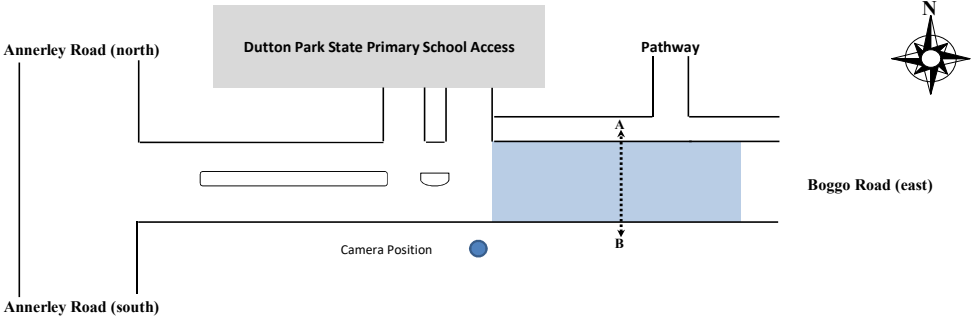 N
Annerley Road (north)
Dutton Park State Primary School Access
Pathway
A
Boggo Road (east)
B
Camera Position
Annerley Road (south)